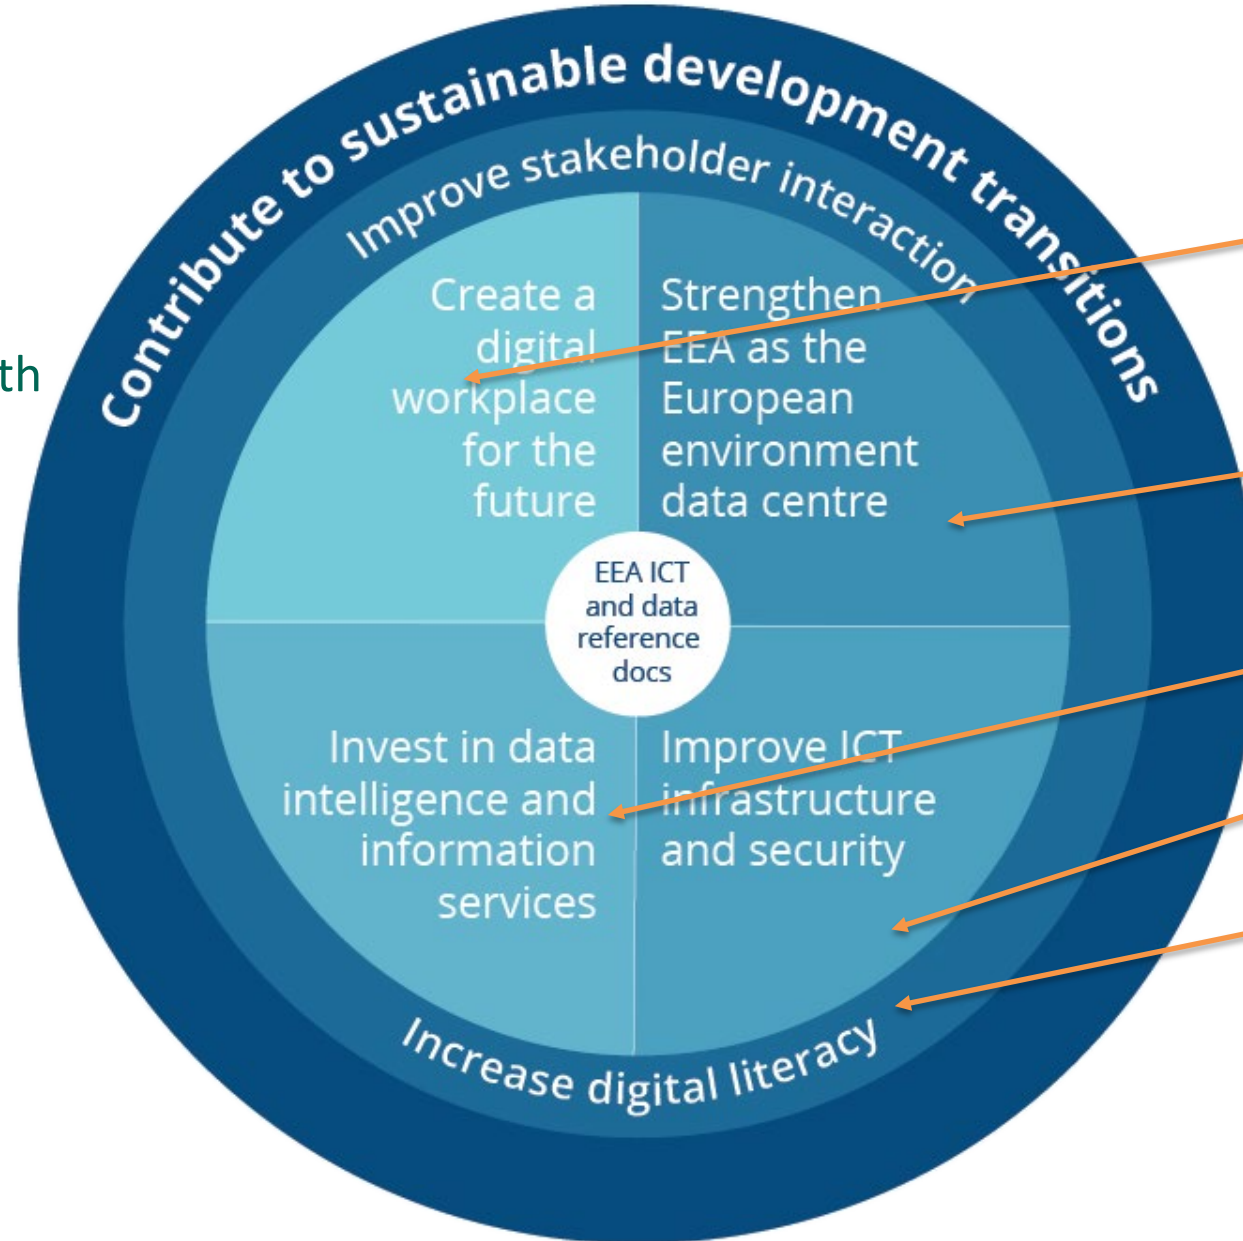 Contribute to sustainable development transitions
Improve stakeholder interaction
th
Create a
digital
workplace
for the
future
Strengthen
EEA as the
European
environment
data centre
EEA ICT
and data
reference
docs
Invest in data
intelligence and
information
services
Improve ICT
infrastructure
and security
Increase digital literacy